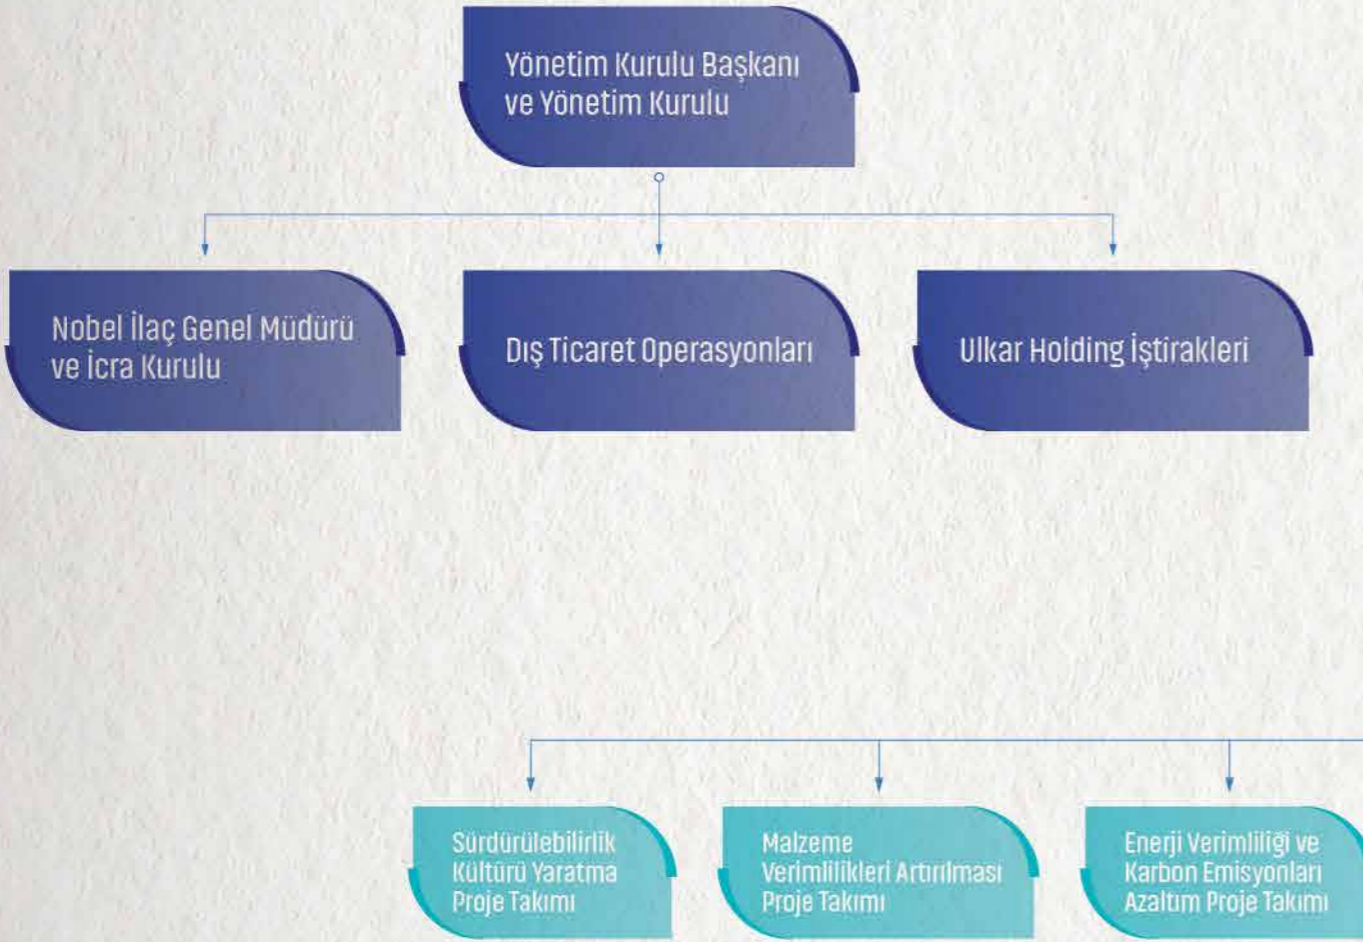 Yönetim Kurulu Başkanı
ve Yönetim Kurulu
Nobel İlaç Genel Müdürü
ve İcra Kurulu
Dış Ticaret Operasyonları
Ulkar Holding İştirakleri
Sürdürülebilirlik
Kültürü Yaratma
Proje Takımı
Malzeme
Verimlilikleri Artırılması
Proje Takımı
Enerji Verimliliği ve
Karbon Emisyonları
Azaltım Proje Takımı